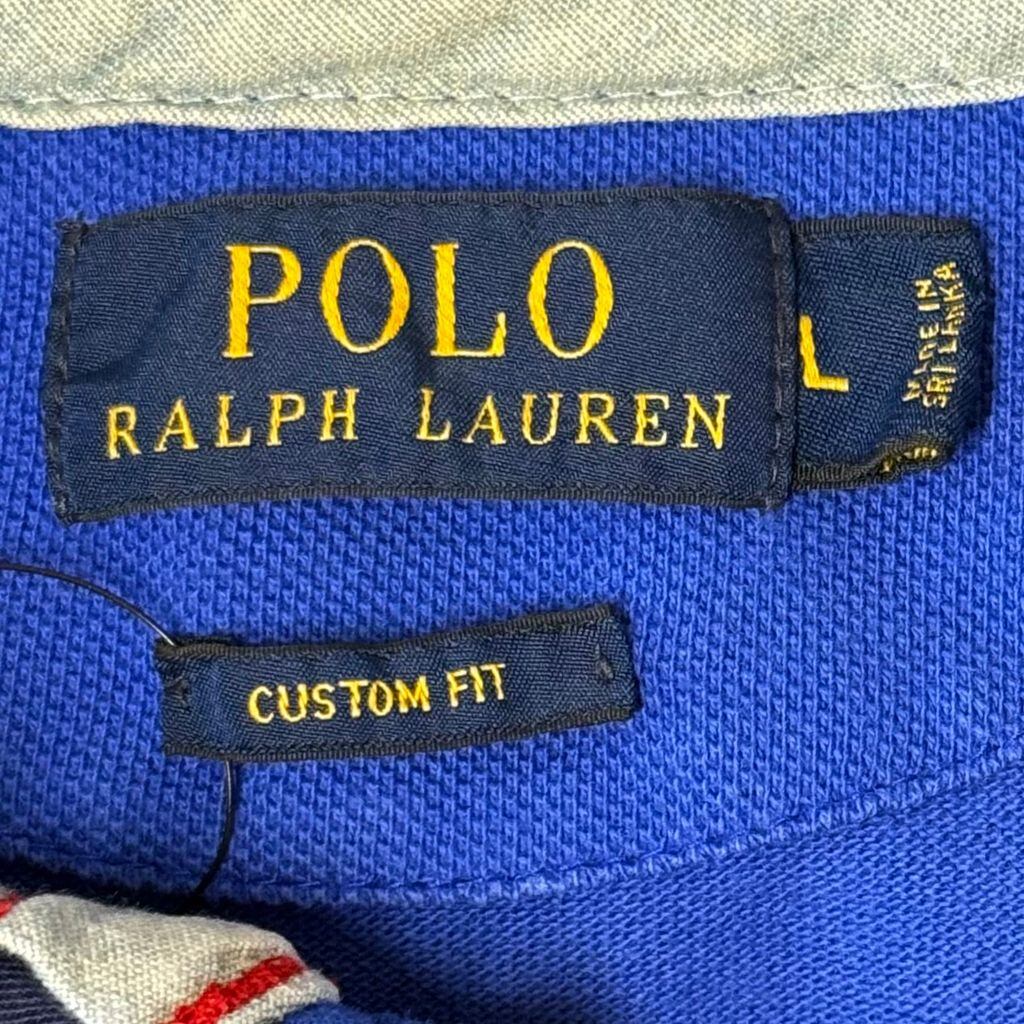 POLO
RALPH LAUREN
L
MADE IN
SRI LANKA
CUSTOM FIT